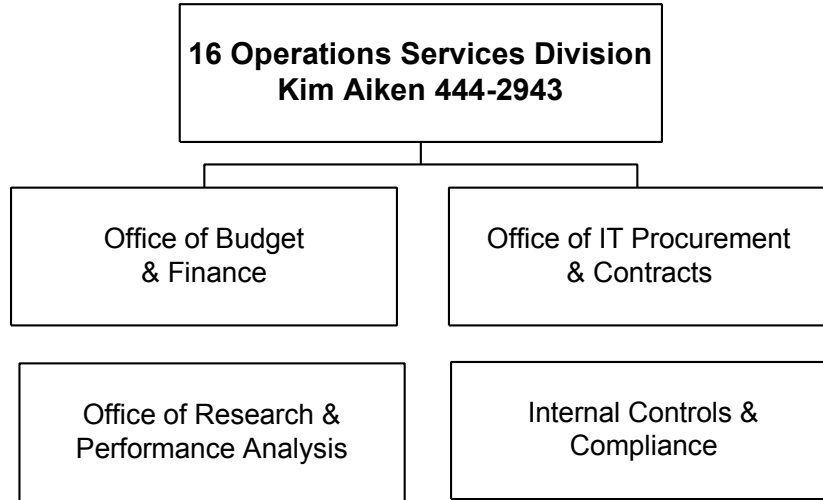 16 Operations Services Division
Kim Aiken 444-2943
Office of Budget
& Finance
Office of IT Procurement
& Contracts
Office of Research &
Performance Analysis
Internal Controls &
Compliance